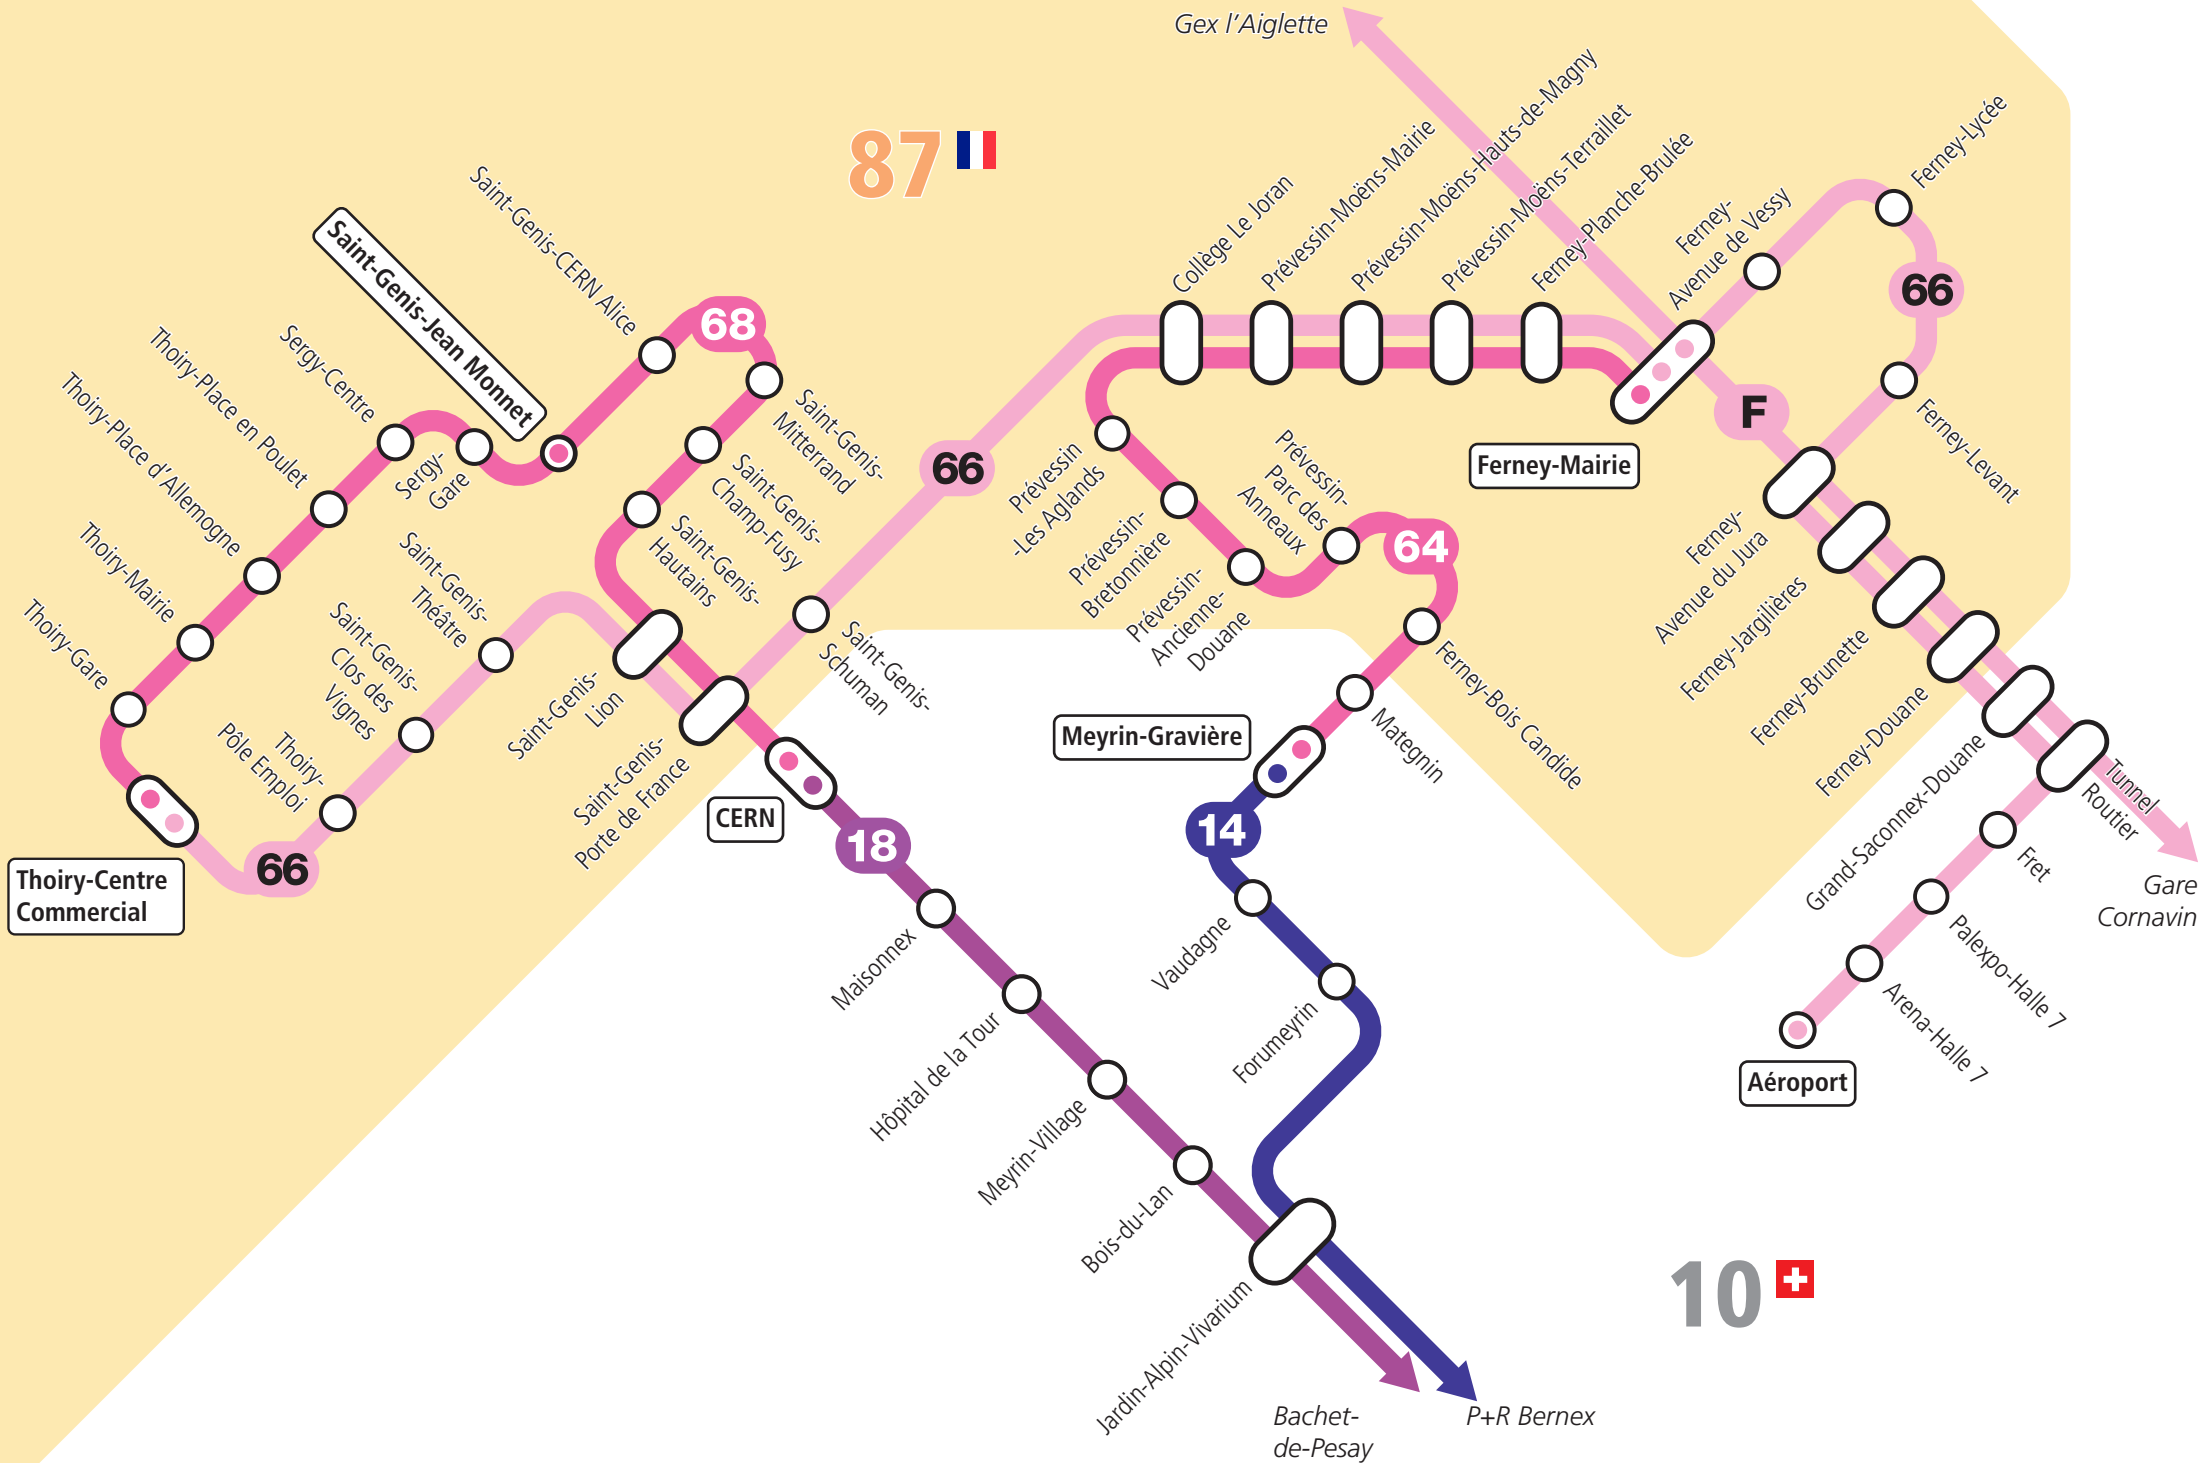 Gex l’Aiglette
87
Saint-Genis-Jean Monnet
Saint-Genis-CERN Alice
68
Sergy-Centre
Sergy-
Gare
Thoiry-Place en Poulet
Thoiry-Place d’Allemogne
Thoiry-Mairie
Thoiry-Gare
Thoiry-Centre
Commercial
66
Thoiry-
Pôle Emploi
Saint-Genis-
Clos des
Vignes
Saint-Genis-
Théâtre
Saint-Genis-
Mitterrand
Saint-Genis-
Champ-Fusy
Saint-Genis-
Hautains
Saint-Genis-
Lion
Saint-Genis-
Porte de France
Saint-Genis-
Schuman
66
CERN
18
Maisonnex
Hôpital de la Tour
Meyrin-Village
Bois-du-Lan
Jardin-Alpin-Vivarium
Bachet-
de-Pesay
P+R Bernex
Collège Le Joran
Prévessin-Moëns-Mairie
Prévessin-Moëns-Hauts-de-Magny
Prévessin-Moëns-Terraillet
Ferney-Planche-Brulée
Ferney-
Avenue de Vessy
Ferney-Lycée
66
Ferney-Levant
Ferney-Mairie
F
Prévessin
-Les Aglands
Prévessin-
Bretonnière
Prévessin-
Ancienne-
Douane
Prévessin-
Parc des
Anneaux
64
Ferney-Bois Candide
Mategnin
Meyrin-Gravière
14
Vaudagne
Forumeyrin
Ferney-
Avenue du Jura
Ferney-Jargilières
Ferney-Brunette
Ferney-Douane
Grand-Saconnex-Douane
Tunnel
Routier
Gare
Cornavin
Fret
Palexpo-Halle 7
Arena-Halle 7
Aéroport
10